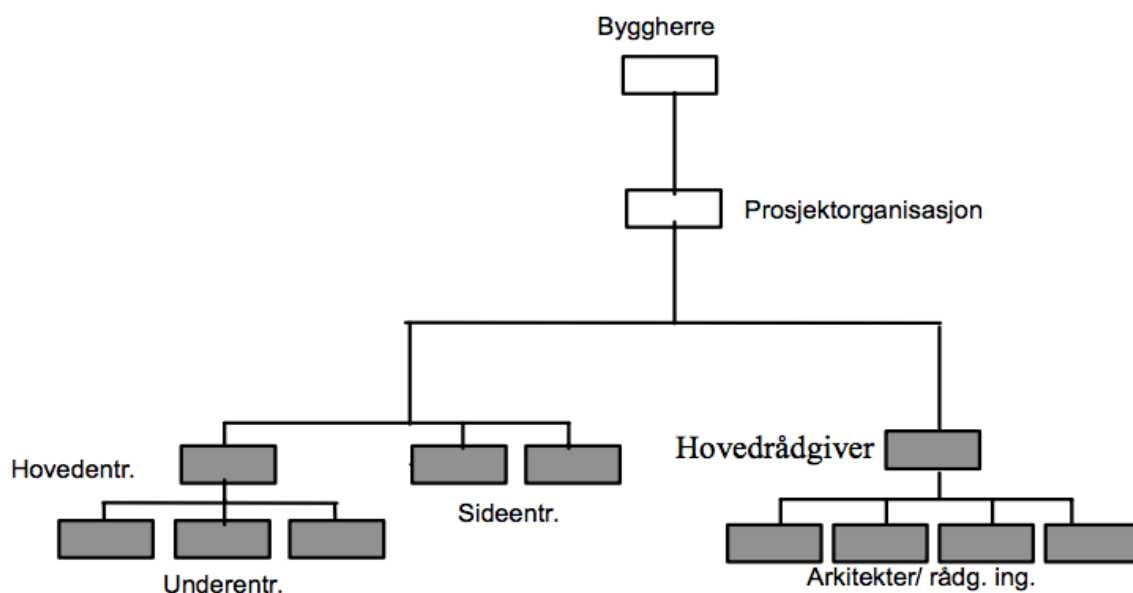 Byggherre
Prosjektorganisasjon
Hovedentr.
Sideentr.
Hovedrådgiver
Underentr.
Arkitekter/ rådg. ing.